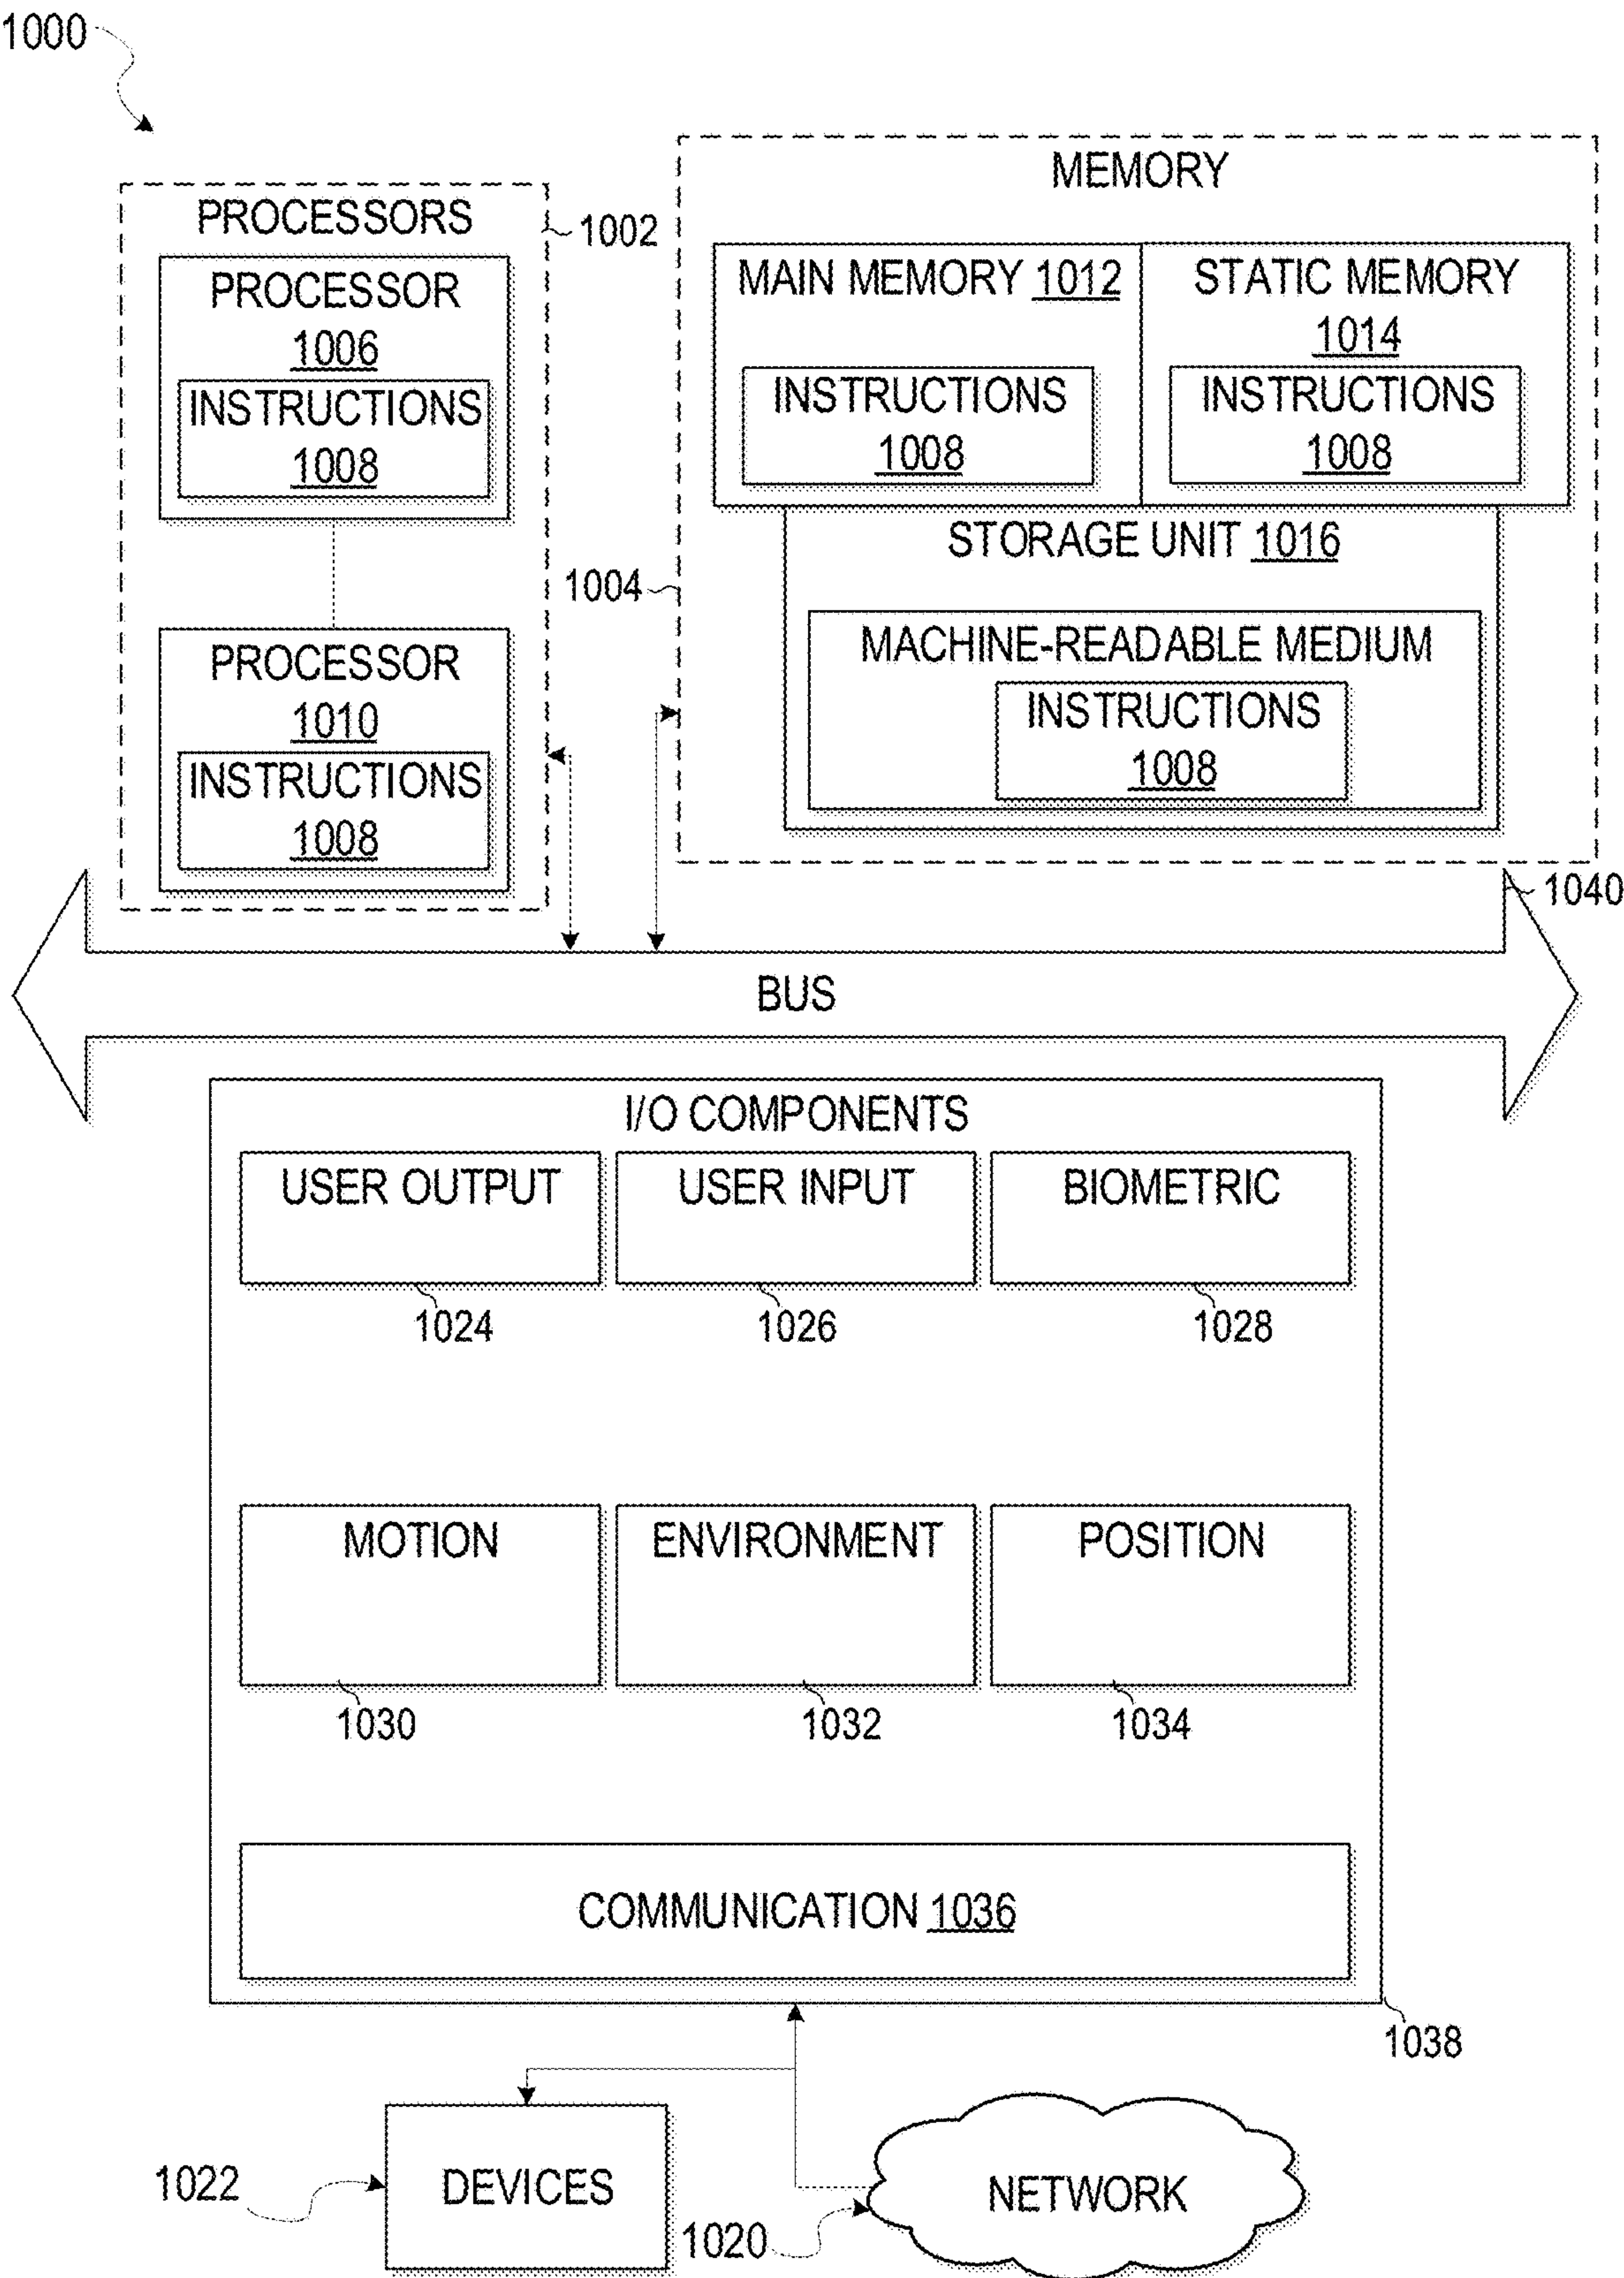 1000
PROCESSORS
1002
PROCESSOR
1006
INSTRUCTIONS
1008
PROCESSOR
1010
INSTRUCTIONS
1008
MEMORY
1004
MAIN MEMORY 1012
INSTRUCTIONS
1008
STATIC MEMORY
1014
INSTRUCTIONS
1008
STORAGE UNIT 1016
MACHINE-READABLE MEDIUM
INSTRUCTIONS
1008
1040
BUS
I/O COMPONENTS
USER OUTPUT
USER INPUT
BIOMETRIC
1024
1026
1028
MOTION
ENVIRONMENT
POSITION
1030
1032
1034
COMMUNICATION 1036
1038
1022
DEVICES
1020
NETWORK